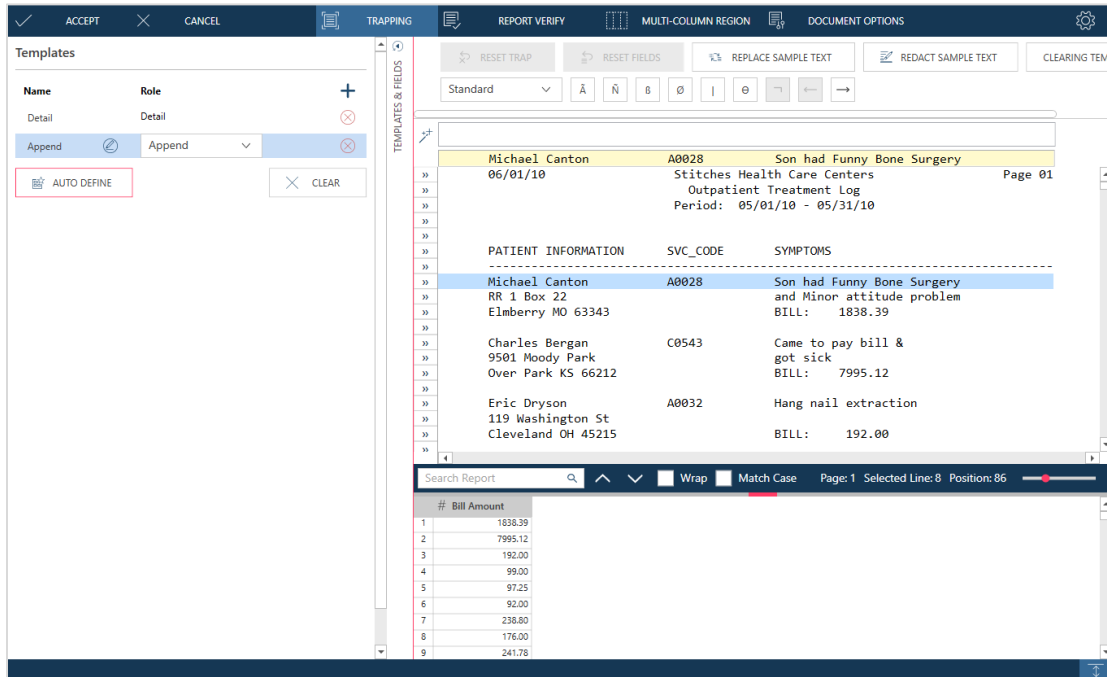 ACCEPT CANCEL TRAPPING REPORT VERIFY MULTI-COLUMN REGION DOCUMENT OPTIONS
Templates
Name Role
Detail Detail
Append Append
AUTO DEFINE CLEAR
TEMPLATES & FIELDS
RESET TRAP RESET FIELDS REPLACE SAMPLE TEXT REDACT SAMPLE TEXT CLEARING TEM
Standard Ã Ñ ß Ø | Ɵ ¬ ← →
Michael Canton A0028 Son had Funny Bone Surgery
06/01/10 Stitches Health Care Centers Page 01
Outpatient Treatment Log
Period: 05/01/10 - 05/31/10
PATIENT INFORMATION SVC_CODE SYMPTOMS
-------------------------------------------------------------------------------
Michael Canton A0028 Son had Funny Bone Surgery
RR 1 Box 22 and Minor attitude problem
Elmberry MO 63343 BILL: 1838.39
Charles Bergan C0543 Came to pay bill &
9501 Moody Park got sick
Over Park KS 66212 BILL: 7995.12
Eric Dryson A0032 Hang nail extraction
119 Washington St
Cleveland OH 45215 BILL: 192.00
Search Report Wrap Match Case Page: 1 Selected Line: 8 Position: 86
# Bill Amount
1 1838.39
2 7995.12
3 192.00
4 99.00
5 97.25
6 92.00
7 238.80
8 176.00
9 241.78